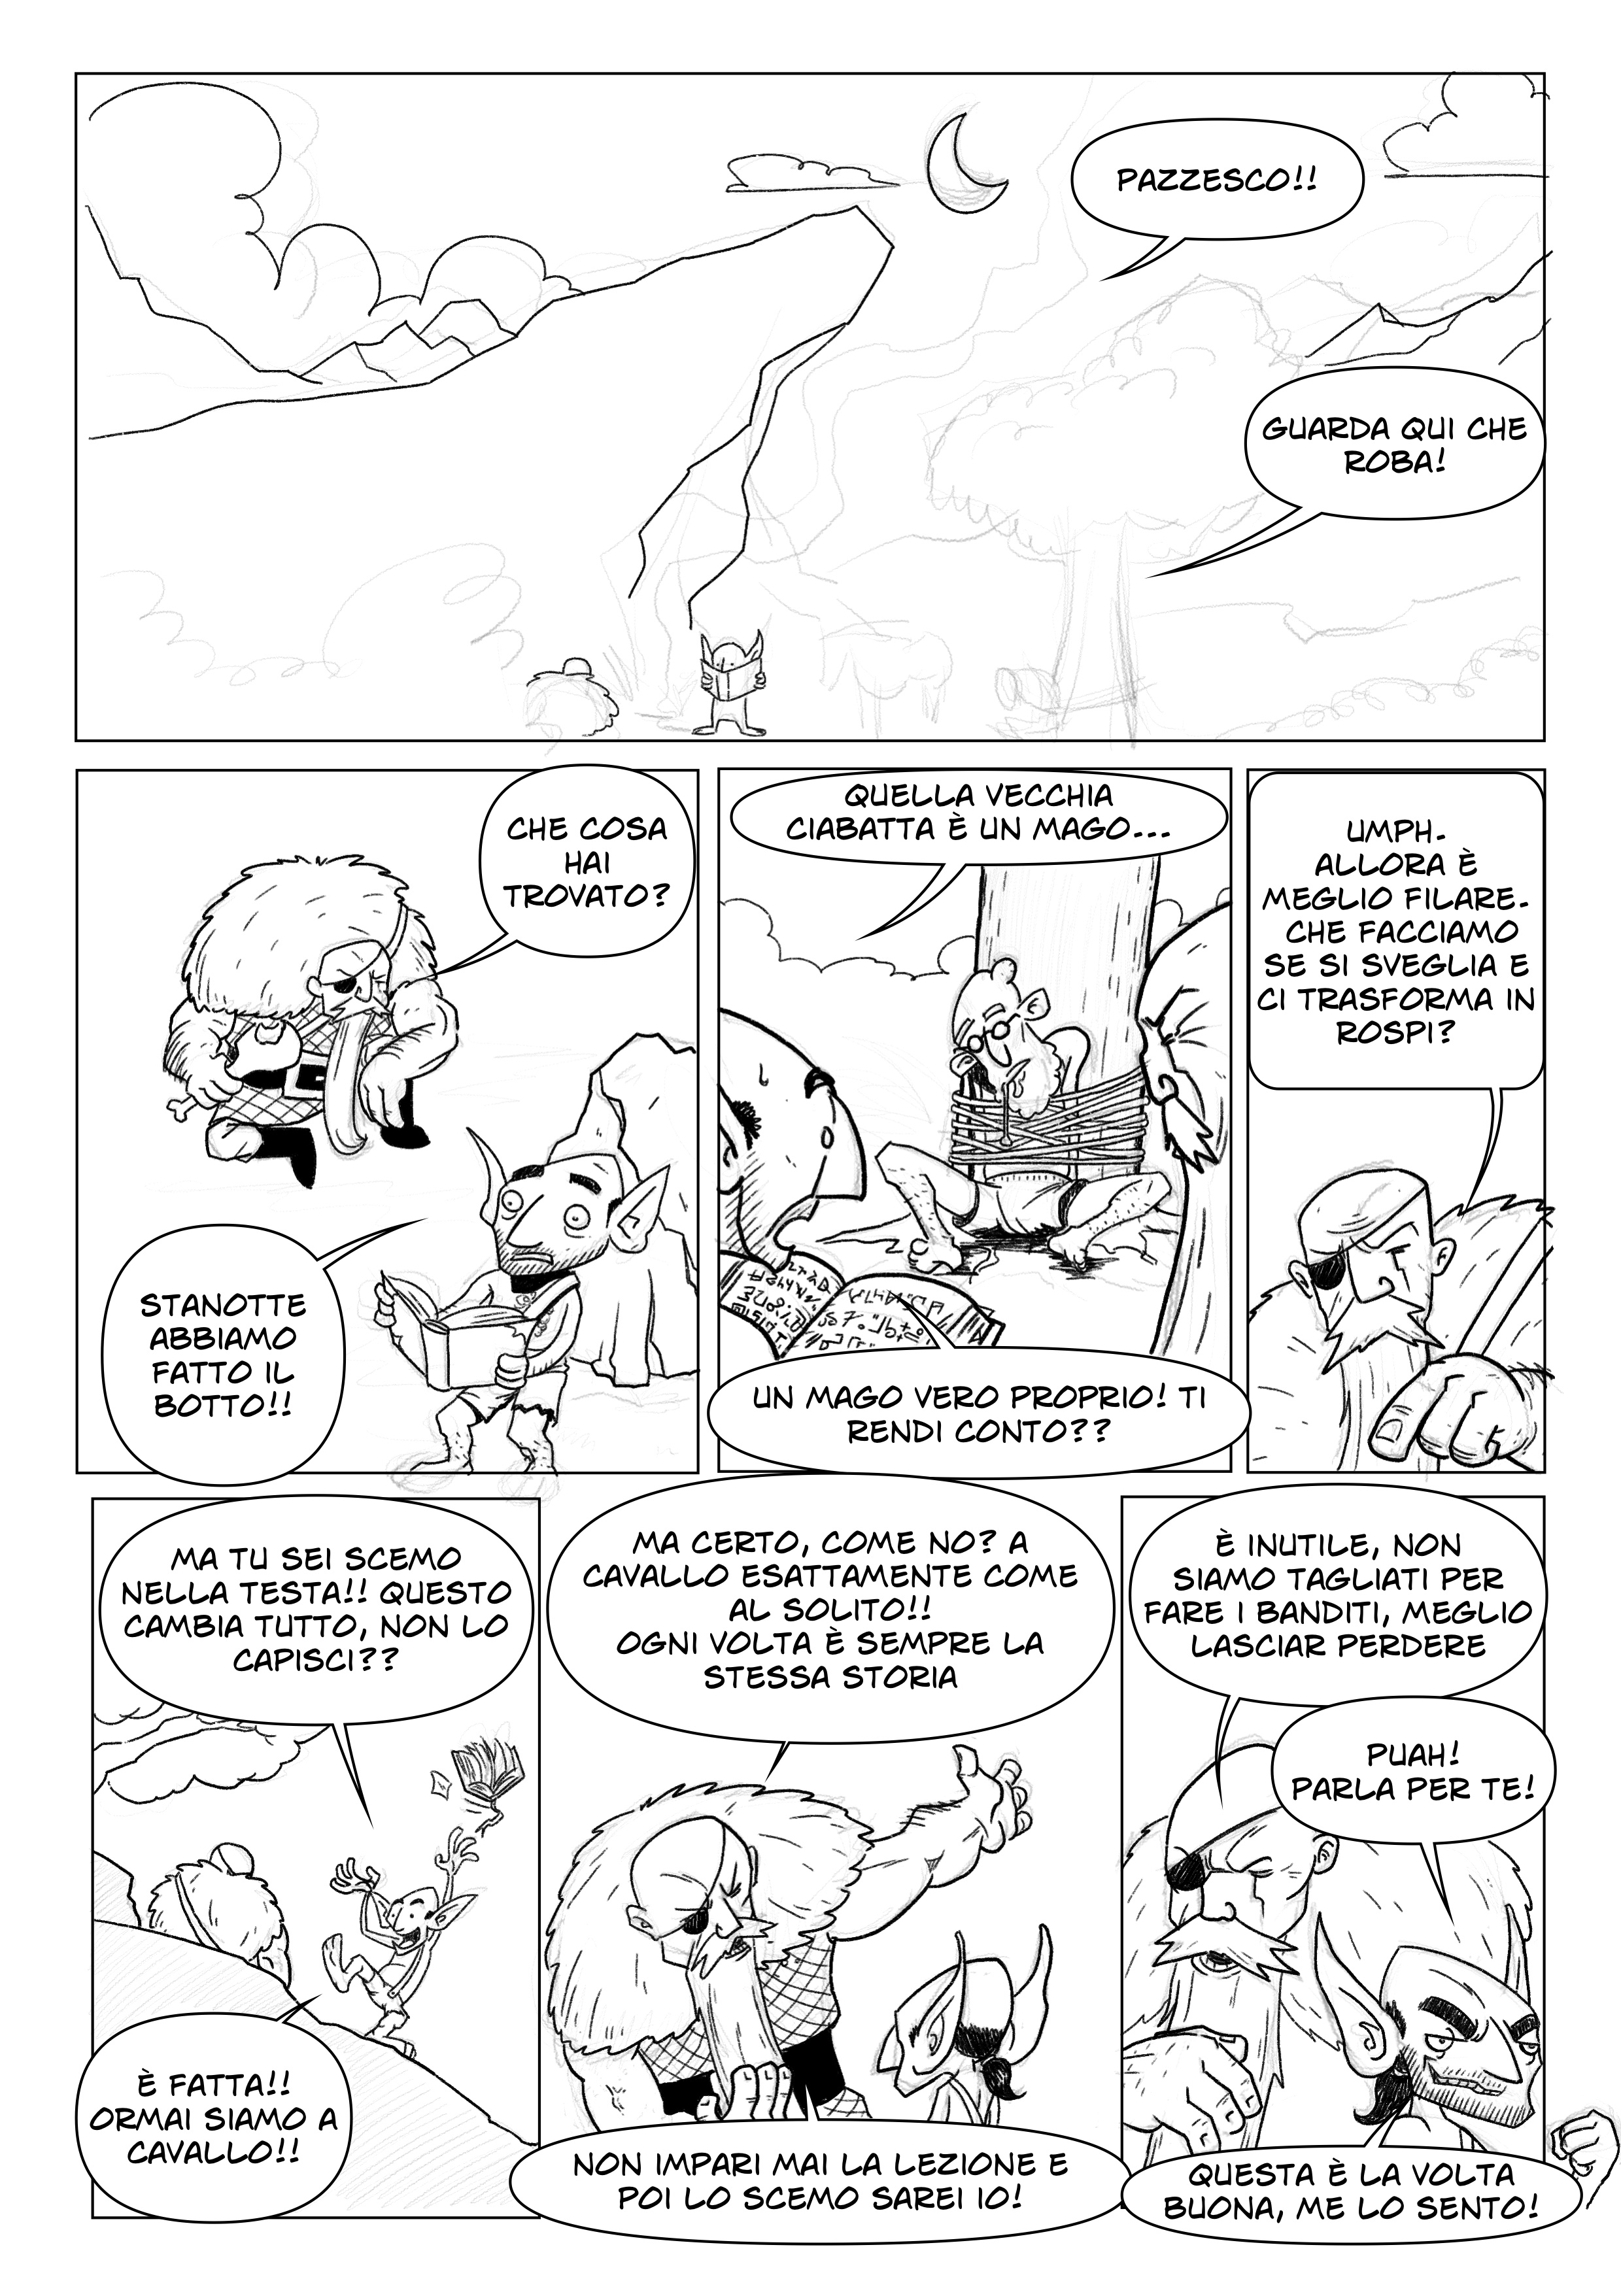 PAZZESCO!!
GUARDA QUI CHE
ROBA!
CHE COSA
HAI
TROVATO?
STANOTTE
ABBIAMO
FATTO IL
BOTTO!!
QUELLA VECCHIA
CIABATTA È UN MAGO...
UN MAGO VERO PROPRIO! TI
RENDI CONTO??
UMPH.
ALLORA È
MEGLIO FILARE.
CHE FACCIAMO
SE SI SVEGLIA E
CI TRASFORMA IN
ROSPI?
MA TU SEI SCEMO
NELLA TESTA!! QUESTO
CAMBIA TUTTO, NON LO
CAPISCI??
È FATTA!!
ORMAI SIAMO A
CAVALLO!!
MA CERTO, COME NO? A
CAVALLO ESATTAMENTE COME
AL SOLITO!!
OGNI VOLTA È SEMPRE LA
STESSA STORIA
NON IMPARI MAI LA LEZIONE E
POI LO SCEMO SAREI IO!
È INUTILE, NON
SIAMO TAGLIATI PER
FARE I BANDITI, MEGLIO
LASCIAR PERDERE
PUAH!
PARLA PER TE!
QUESTA È LA VOLTA
BUONA, ME LO SENTO!